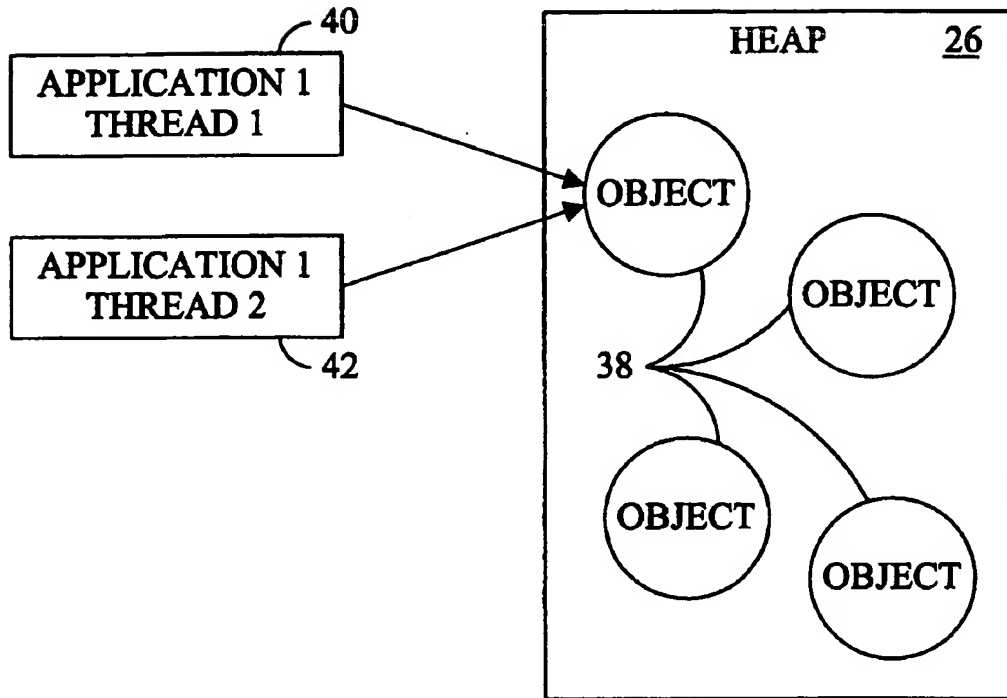 40
APPLICATION 1
THREAD 1
APPLICATION 1
THREAD 2
42
HEAP 26
OBJECT
OBJECT
38
OBJECT
OBJECT